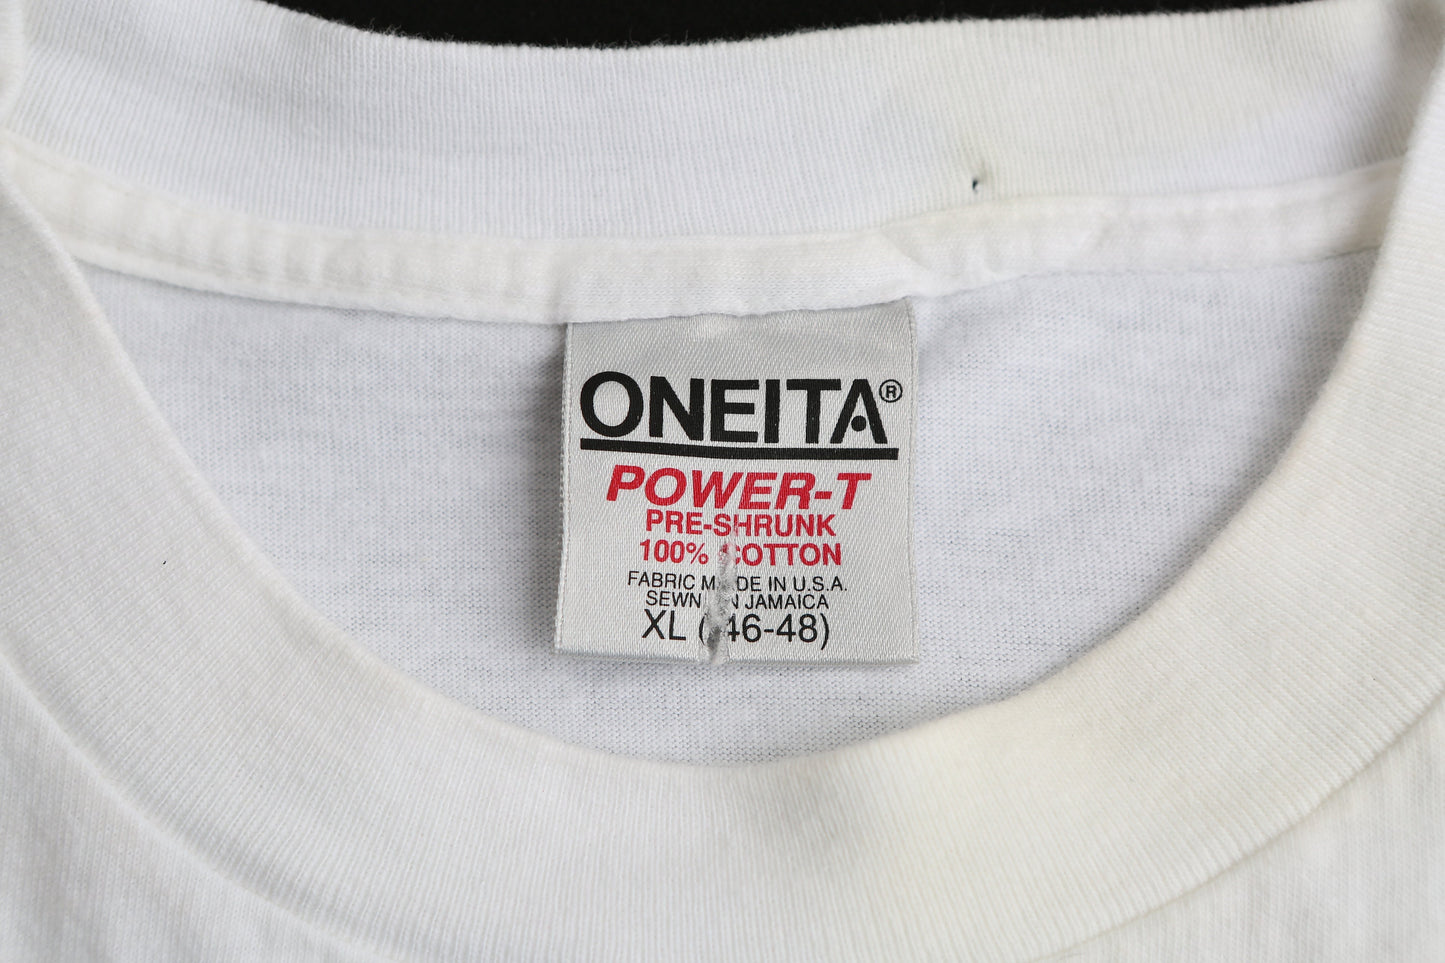 ONEITA®
POWER-T
PRE-SHRUNK
100% COTTON
FABRIC MADE IN U.S.A.
SEWN IN JAMAICA
XL (46-48)